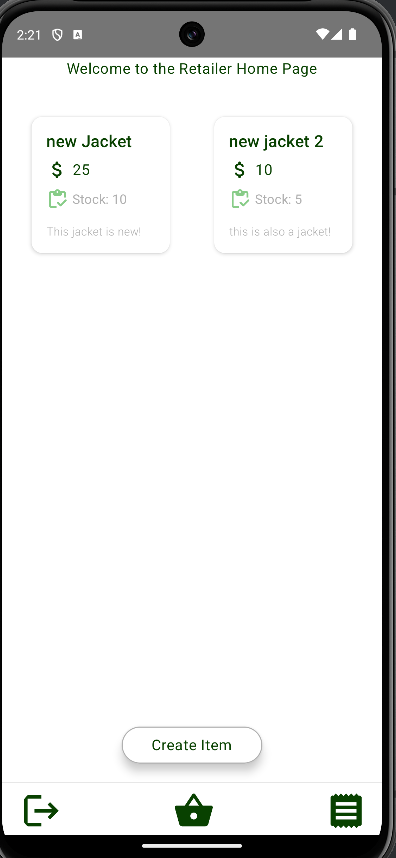 2:21
Welcome to the Retailer Home Page
new Jacket
$ 25
Stock: 10
This jacket is new!
new jacket 2
$ 10
Stock: 5
this is also a jacket!
Create Item